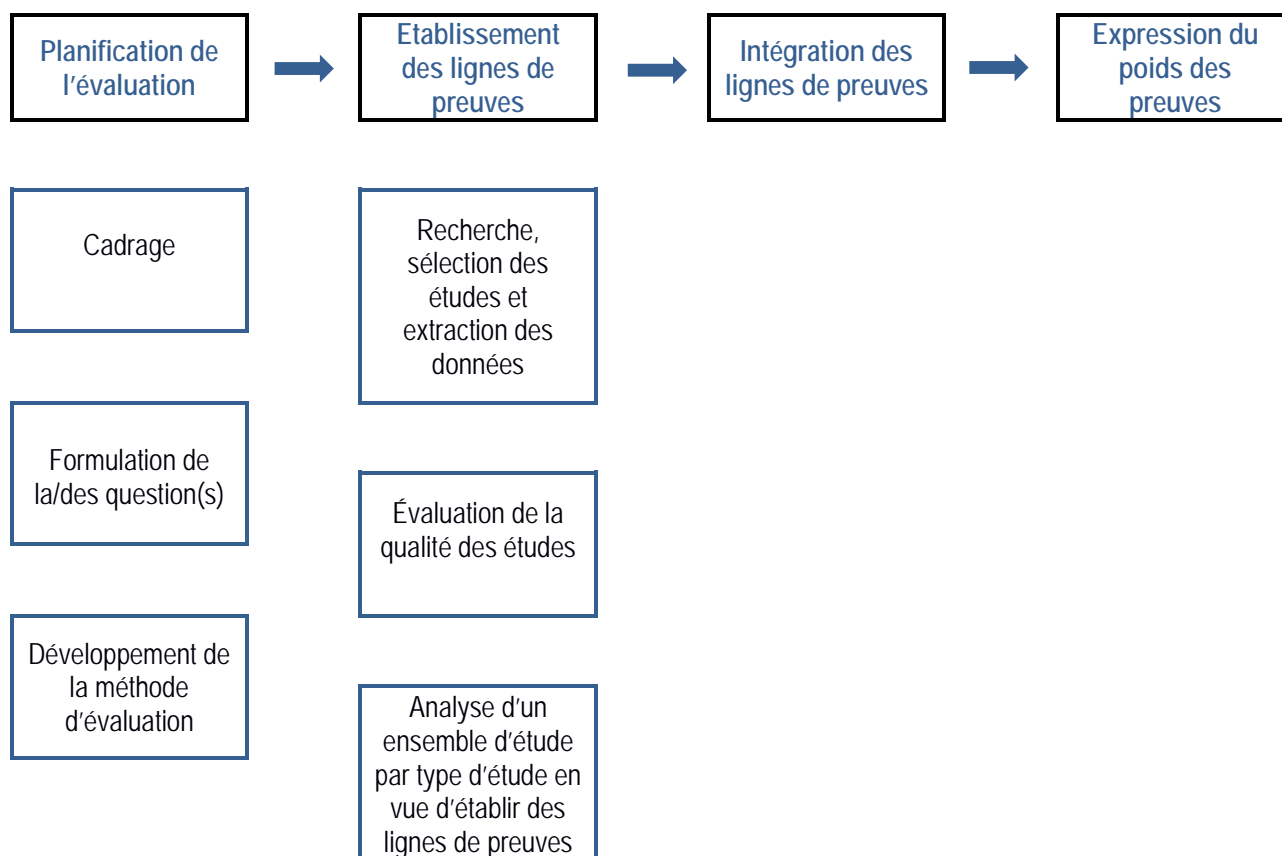 Planification de
l'évaluation
Etablissement
des lignes de
preuves
Intégration des
lignes de preuves
Expression du
poids des
preuves
Cadrage
Formulation de
la/des question(s)
Développement de
la méthode
d'évaluation
Recherche,
sélection des
études et
extraction des
données
Évaluation de la
qualité des études
Analyse d'un
ensemble d'étude
par type d'étude en
vue d'établir des
lignes de preuves